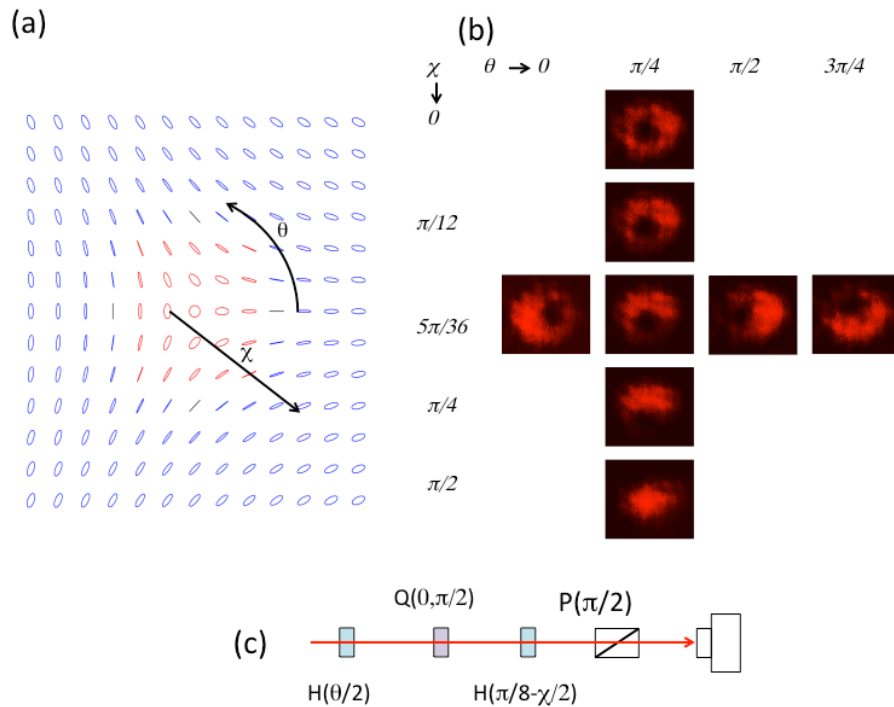 (a)
θ
χ
(b)
χ θ → 0 π/4 π/2 3π/4
0
π/12
5π/36
π/4
π/2
(c)
Q(0,π/2)
P(π/2)
H(θ/2)
H(π/8-χ/2)